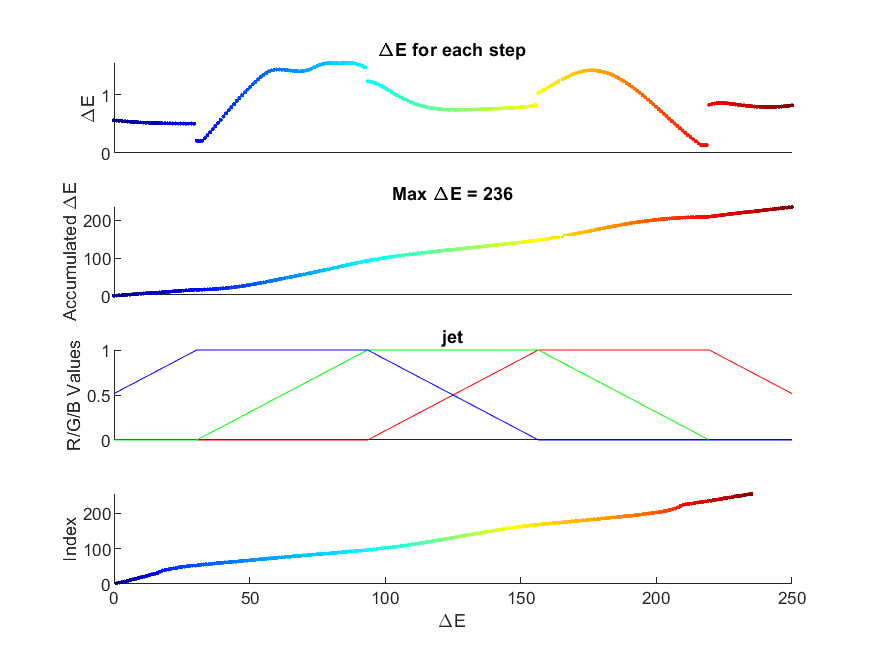 ΔE for each step
ΔE
1
0
Max ΔE = 236
Accumulated ΔE
200
100
0
jet
R/G/B Values
1
0.5
0
Index
200
100
0
0 50 100 150 200 250
ΔE